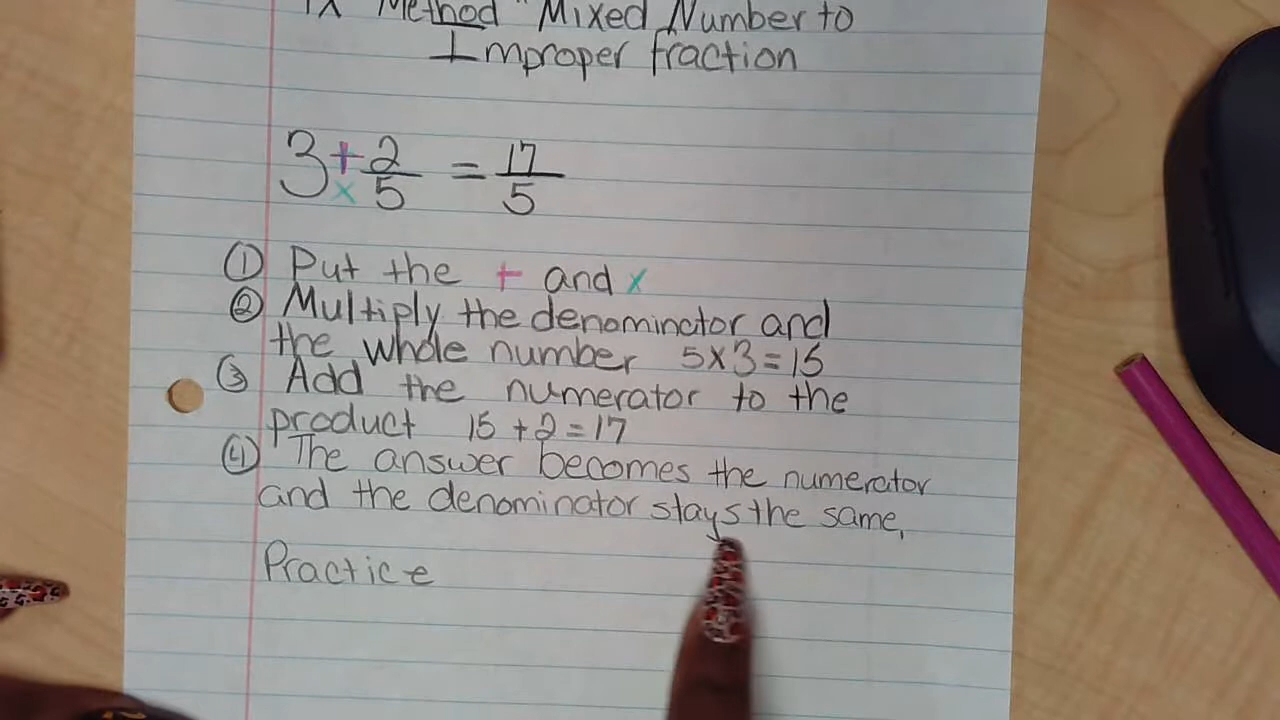 Method "Mixed Number to
Improper fraction
3 + 2/5 = 17/5
x
① Put the + and x
② Multiply the denominator and
the whole number 5x3=15
③ Add the numerator to the
product 15+2=17
④ The answer becomes the numerator
and the denominator stays the same,
Practice